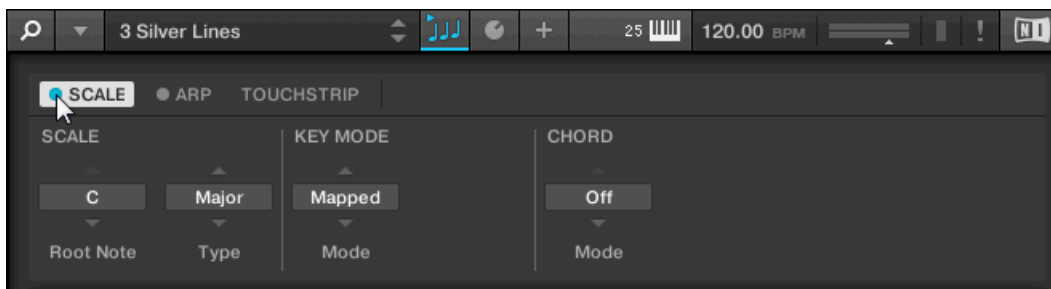 3 Silver Lines 25 120.00 BPM ! NI
SCALE ARP TOUCHSTRIP
SCALE KEY MODE CHORD
C Major Mapped Off
Root Note Type Mode Mode